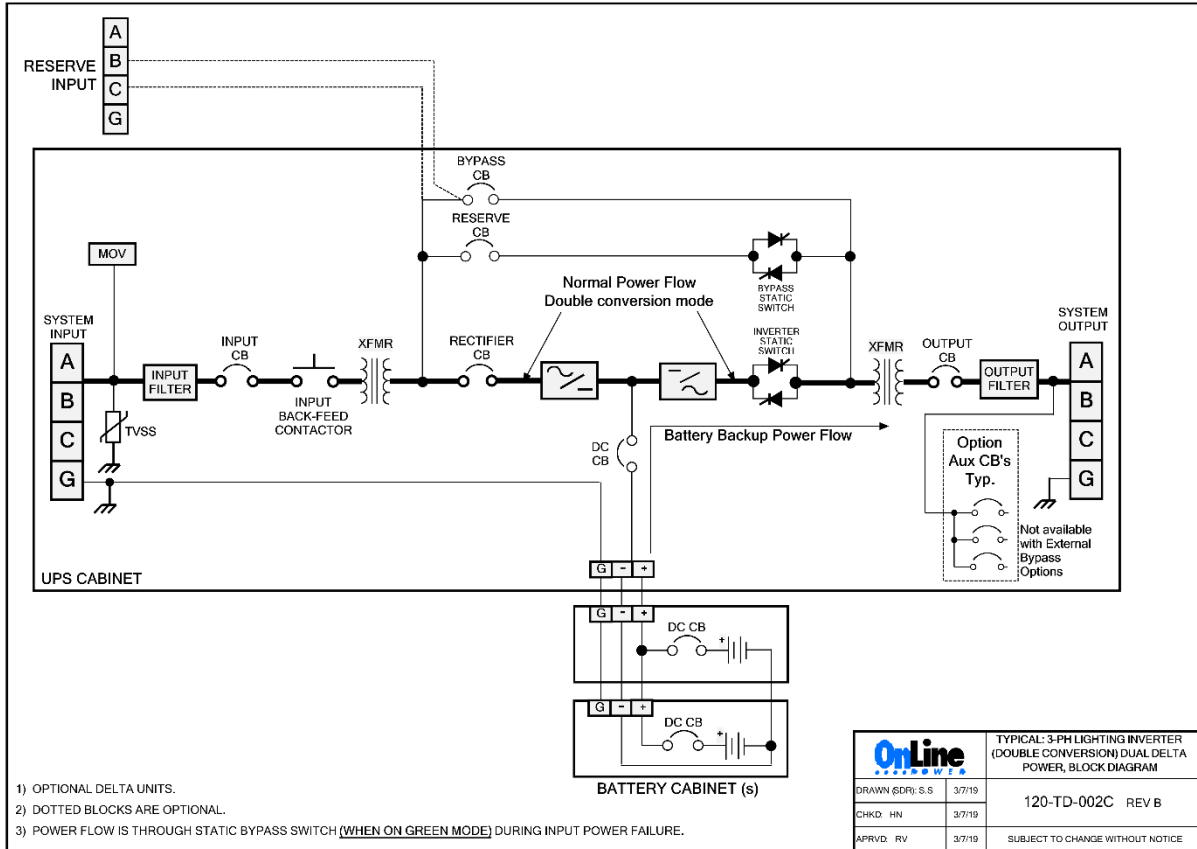 RESERVE
INPUT
A
B
C
G
BYPASS
CB
RESERVE
CB
MOV
BYPASS
STATIC
SWITCH
Normal Power Flow
Double conversion mode
SYSTEM
INPUT
A
B
C
G
INPUT
FILTER
TVSS
INPUT
CB
INPUT
BACK-FEED
CONTACTOR
XFMR
RECTIFIER
CB
INVERTER
STATIC
SWITCH
XFMR
OUTPUT
CB
OUTPUT
FILTER
SYSTEM
OUTPUT
A
B
C
G
DC
CB
Battery Backup Power Flow
Option
Aux CB's
Typ.
Not available
with External
Bypass
Options
UPS CABINET
G - +
G - +
DC CB
+
G - +
DC CB
+
BATTERY CABINET (s)
1) OPTIONAL DELTA UNITS.
2) DOTTED BLOCKS ARE OPTIONAL.
3) POWER FLOW IS THROUGH STATIC BYPASS SWITCH (WHEN ON GREEN MODE) DURING INPUT POWER FAILURE.
OnLine
POWER
TYPICAL: 3-PH LIGHTING INVERTER
(DOUBLE CONVERSION) DUAL DELTA
POWER, BLOCK DIAGRAM
DRAWN (SDR): S.S 3/7/19
120-TD-002C REV B
CHKD: HN 3/7/19
APRVD: RV 3/7/19
SUBJECT TO CHANGE WITHOUT NOTICE